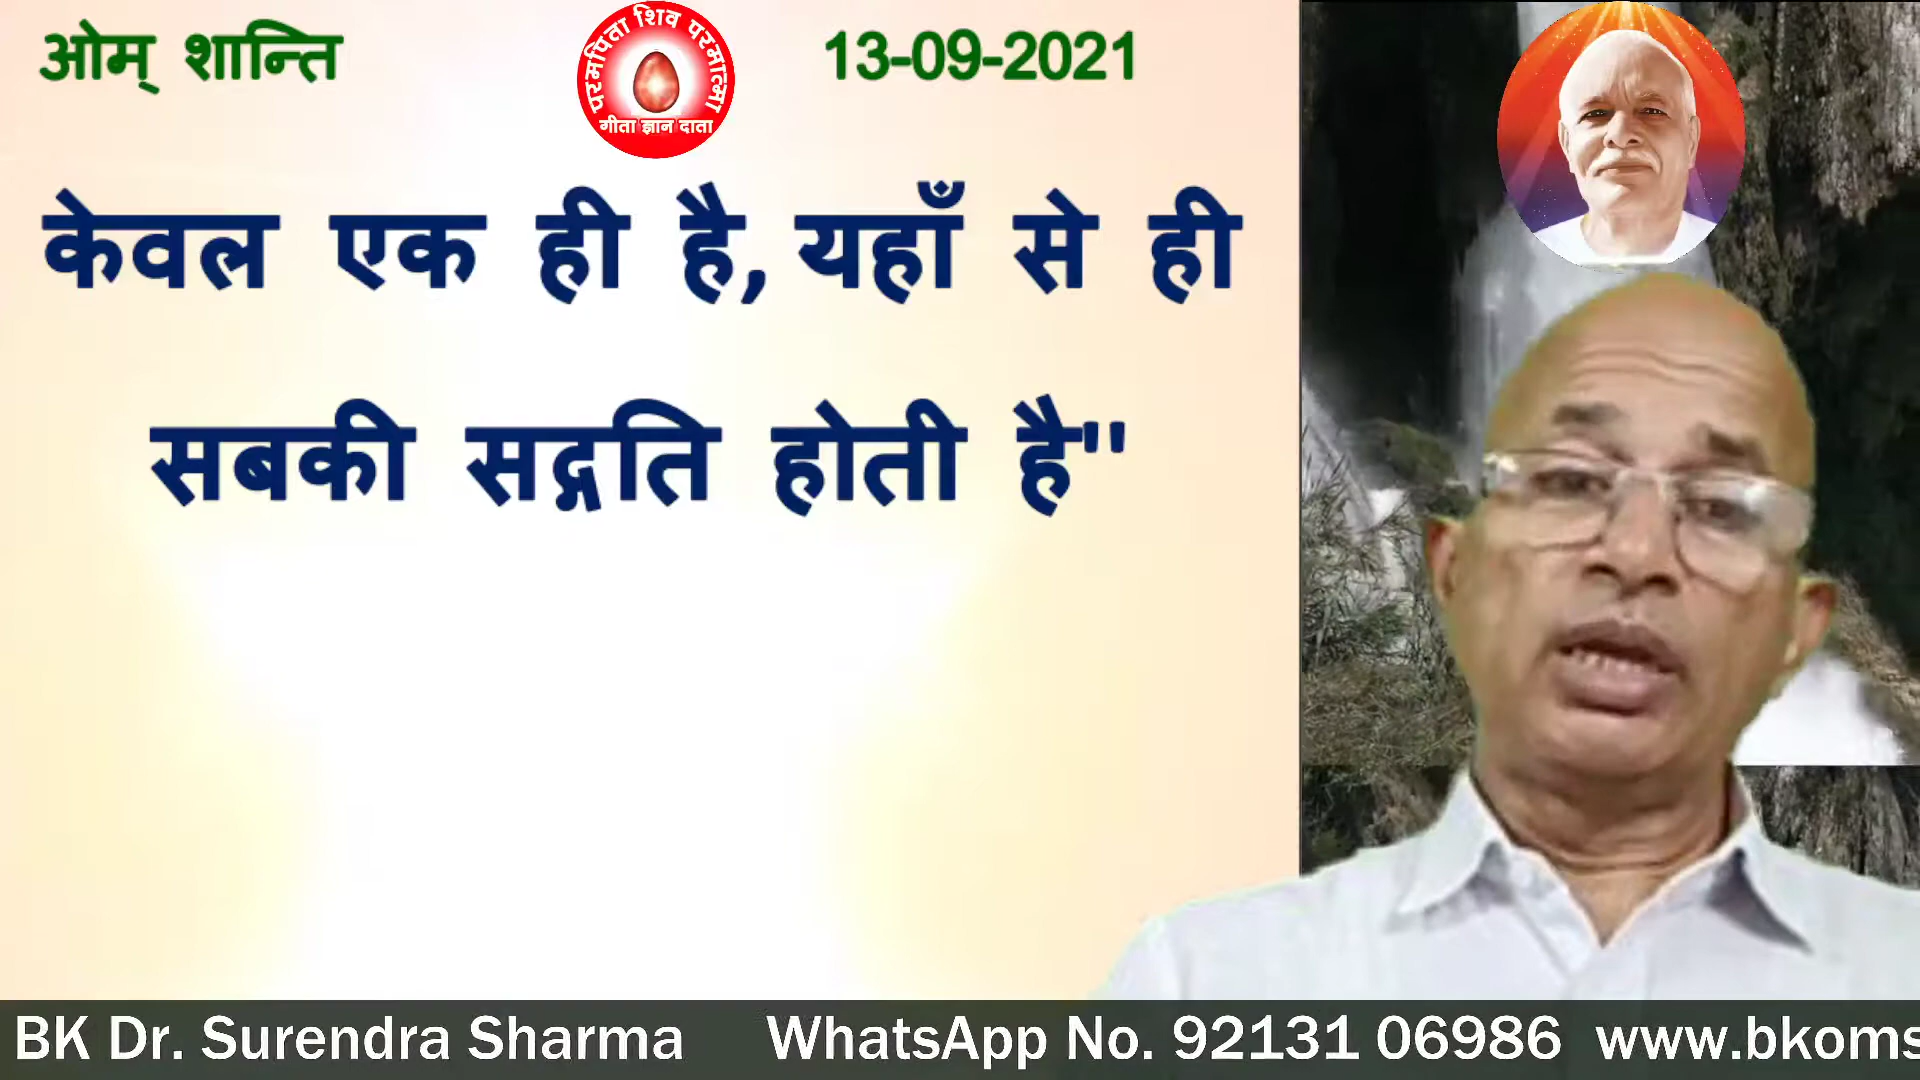 ओम् शान्ति
परमपिता शिव परमात्मा
गीता ज्ञान दाता
13-09-2021
केवल एक ही है, यहाँ से ही
सबकी सद्गति होती है"
BK Dr. Surendra Sharma WhatsApp No. 92131 06986 www.bkoms